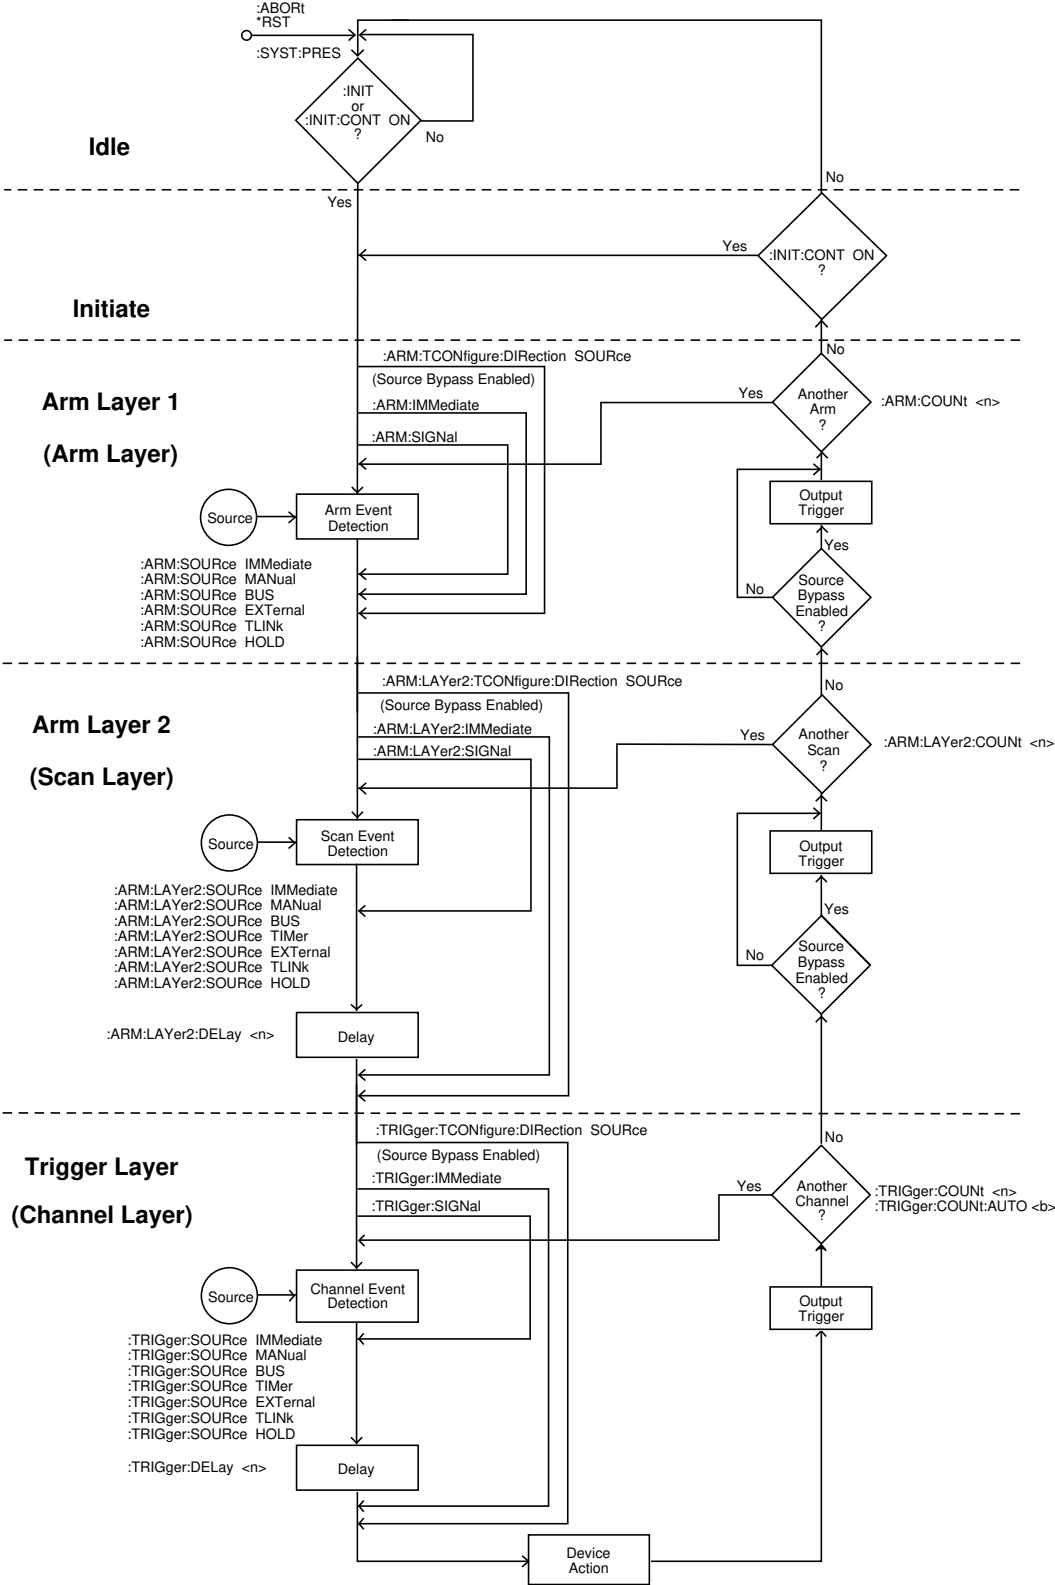 :ABORt
*RST
:SYST:PRES
:INIT
or
:INIT:CONT ON
?
No
Idle
No
Yes
Yes
:INIT:CONT ON
?
Initiate
No
:ARM:TCONfigure:DIRection SOURce
(Source Bypass Enabled)
Arm Layer 1
(Arm Layer)
:ARM:IMMediate
:ARM:SIGNal
Yes
Another
Arm
?
:ARM:COUNt <n>
Source
Arm Event
Detection
Output
Trigger
Yes
:ARM:SOURce IMMediate
:ARM:SOURce MANual
:ARM:SOURce BUS
:ARM:SOURce EXTernal
:ARM:SOURce TLINk
:ARM:SOURce HOLD
No
Source
Bypass
Enabled
?
:ARM:LAYer2:TCONfigure:DIRection SOURce
(Source Bypass Enabled)
No
Arm Layer 2
(Scan Layer)
:ARM:LAYer2:IMMediate
:ARM:LAYer2:SIGNal
Yes
Another
Scan
?
:ARM:LAYer2:COUNt <n>
Source
Scan Event
Detection
Output
Trigger
Yes
:ARM:LAYer2:SOURce IMMediate
:ARM:LAYer2:SOURce MANual
:ARM:LAYer2:SOURce BUS
:ARM:LAYer2:SOURce TIMer
:ARM:LAYer2:SOURce EXTernal
:ARM:LAYer2:SOURce TLINk
:ARM:LAYer2:SOURce HOLD
No
Source
Bypass
Enabled
?
:ARM:LAYer2:DELay <n>
Delay
:TRIGger:TCONfigure:DIRection SOURce
(Source Bypass Enabled)
No
Trigger Layer
(Channel Layer)
:TRIGger:IMMediate
:TRIGger:SIGNal
Yes
Another
Channel
?
:TRIGger:COUNt <n>
:TRIGger:COUNt:AUTO <b>
Source
Channel Event
Detection
Output
Trigger
:TRIGger:SOURce IMMediate
:TRIGger:SOURce MANual
:TRIGger:SOURce BUS
:TRIGger:SOURce TIMer
:TRIGger:SOURce EXTernal
:TRIGger:SOURce TLINk
:TRIGger:SOURce HOLD
:TRIGger:DELay <n>
Delay
Device
Action